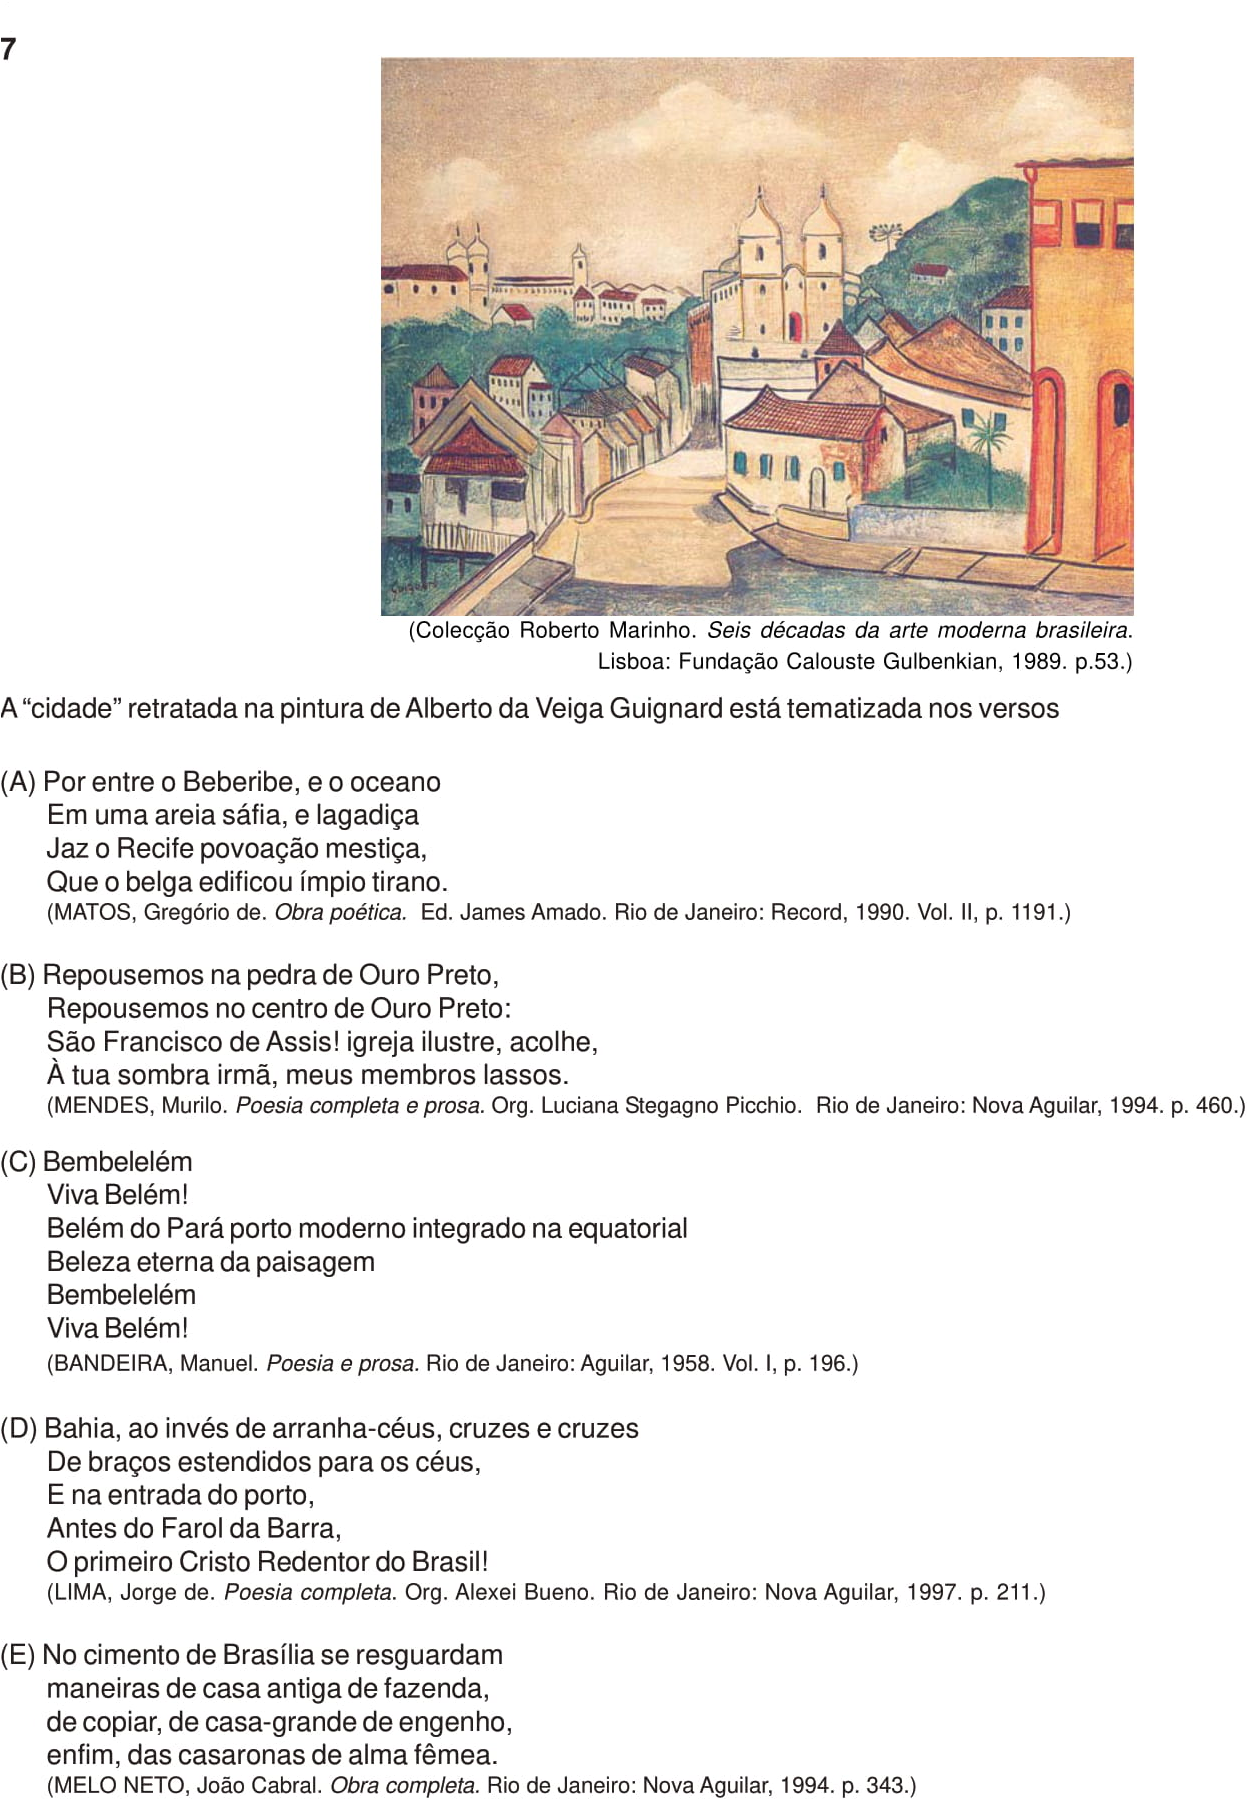 7
Guignard
(Colecção Roberto Marinho. Seis décadas da arte moderna brasileira.
Lisboa: Fundação Calouste Gulbenkian, 1989. p.53.)
A “cidade” retratada na pintura de Alberto da Veiga Guignard está tematizada nos versos
(A) Por entre o Beberibe, e o oceano
Em uma areia sáfia, e lagadiça
Jaz o Recife povoação mestiça,
Que o belga edificou ímpio tirano.
(MATOS, Gregório de. Obra poética. Ed. James Amado. Rio de Janeiro: Record, 1990. Vol. II, p. 1191.)
(B) Repousemos na pedra de Ouro Preto,
Repousemos no centro de Ouro Preto:
São Francisco de Assis! igreja ilustre, acolhe,
À tua sombra irmã, meus membros lassos.
(MENDES, Murilo. Poesia completa e prosa. Org. Luciana Stegagno Picchio. Rio de Janeiro: Nova Aguilar, 1994. p. 460.)
(C) Bembelelém
Viva Belém!
Belém do Pará porto moderno integrado na equatorial
Beleza eterna da paisagem
Bembelelém
Viva Belém!
(BANDEIRA, Manuel. Poesia e prosa. Rio de Janeiro: Aguilar, 1958. Vol. I, p. 196.)
(D) Bahia, ao invés de arranha-céus, cruzes e cruzes
De braços estendidos para os céus,
E na entrada do porto,
Antes do Farol da Barra,
O primeiro Cristo Redentor do Brasil!
(LIMA, Jorge de. Poesia completa. Org. Alexei Bueno. Rio de Janeiro: Nova Aguilar, 1997. p. 211.)
(E) No cimento de Brasília se resguardam
maneiras de casa antiga de fazenda,
de copiar, de casa-grande de engenho,
enfim, das casaronas de alma fêmea.
(MELO NETO, João Cabral. Obra completa. Rio de Janeiro: Nova Aguilar, 1994. p. 343.)